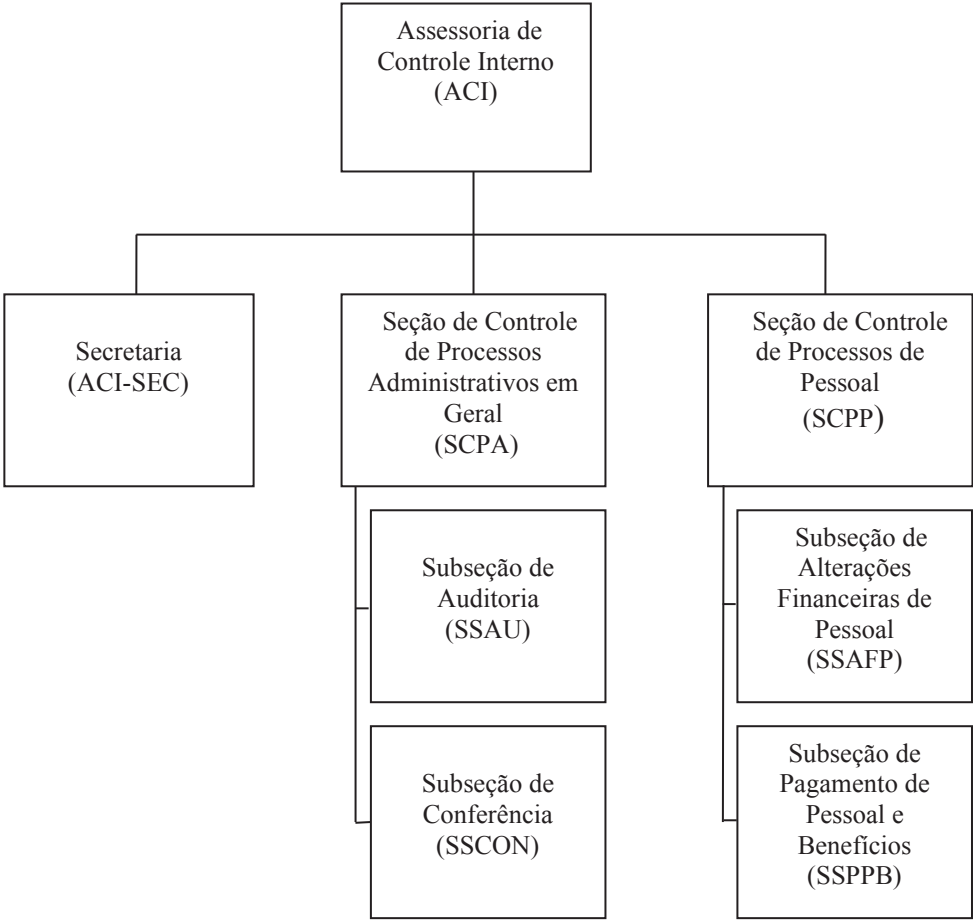 Assessoria de
Controle Interno
(ACI)
Secretaria
(ACI-SEC)
Seção de Controle
de Processos
Administrativos em
Geral
(SCPA)
Seção de Controle
de Processos de
Pessoal
(SCPP)
Subseção de
Auditoria
(SSAU)
Subseção de
Conferência
(SSCON)
Subseção de
Alterações
Financeiras de
Pessoal
(SSAFP)
Subseção de
Pagamento de
Pessoal e
Benefícios
(SSPPB)